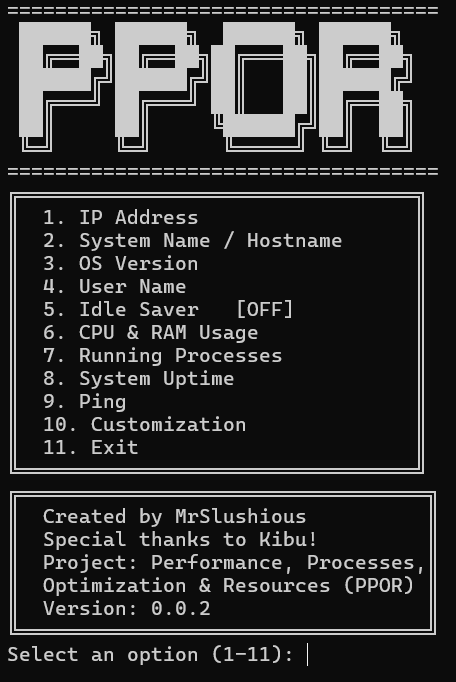 PPOR
1. IP Address
2. System Name / Hostname
3. OS Version
4. User Name
5. Idle Saver   [OFF]
6. CPU & RAM Usage
7. Running Processes
8. System Uptime
9. Ping
10. Customization
11. Exit
Created by MrSlushious
Special thanks to Kibu!
Project: Performance, Processes,
Optimization & Resources (PPOR)
Version: 0.0.2
Select an option (1-11):